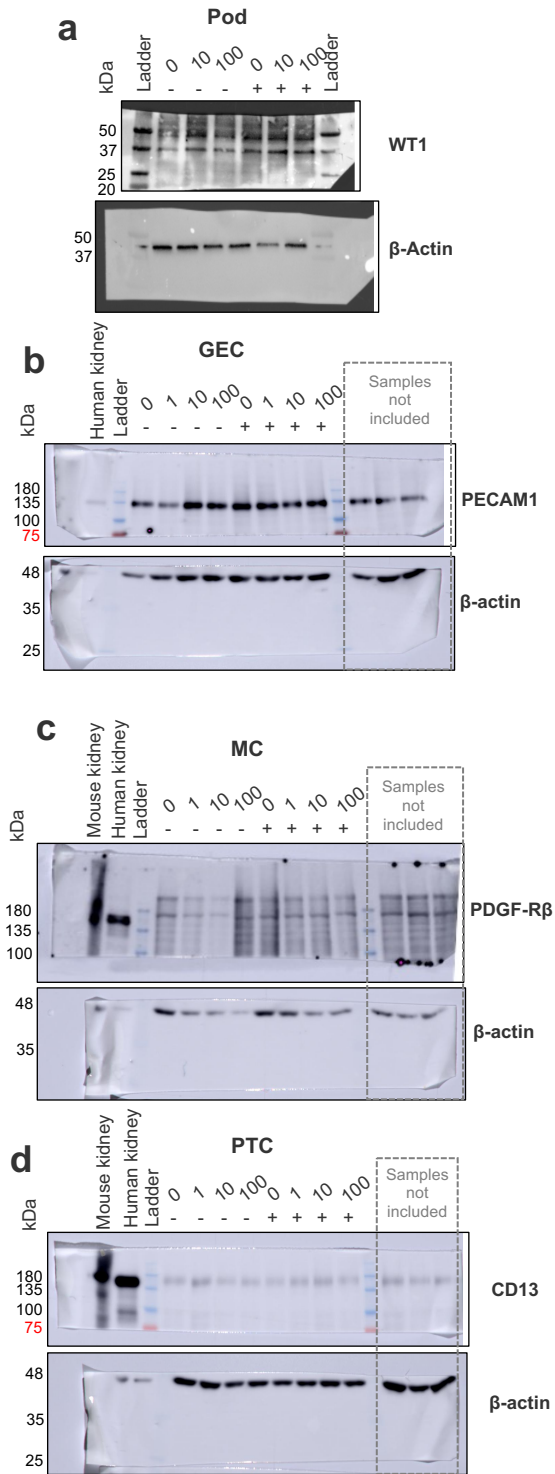 a
Pod
kDa
Ladder
0 10 100 0 10 100
Ladder
- - - + + +
50
37
25
20
WT1
50
37
β-Actin
b
GEC
kDa
Human kidney
Ladder
0 1 10 100 0 1 10 100
- - - - + + + +
Samples
not
included
180
135
100
75
PECAM1
48
35
25
β-actin
c
MC
kDa
Mouse kidney
Human kidney
Ladder
0 1 10 100 0 1 10 100
- - - - + + + +
Samples
not
included
180
135
100
PDGF-Rβ
48
35
β-actin
d
PTC
kDa
Mouse kidney
Human kidney
Ladder
0 1 10 100 0 1 10 100
- - - - + + + +
Samples
not
included
180
135
100
75
CD13
48
35
25
β-actin